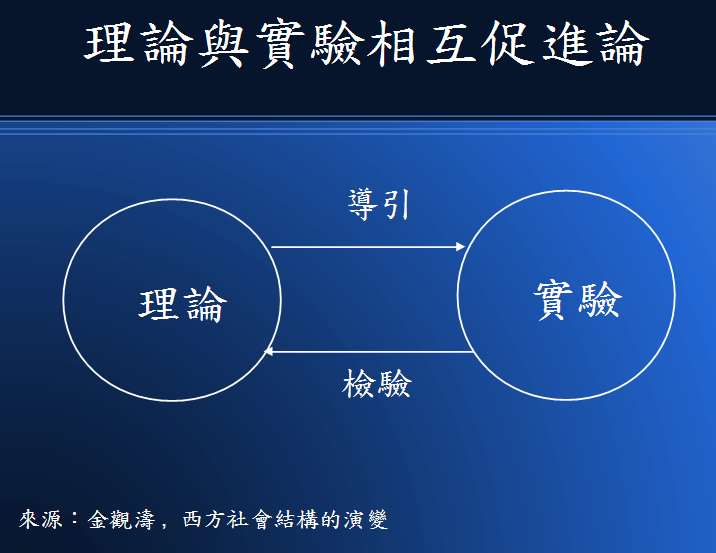 理論與實驗相互促進論
導引
理論
實驗
檢驗
來源：金觀濤，西方社會結構的演變